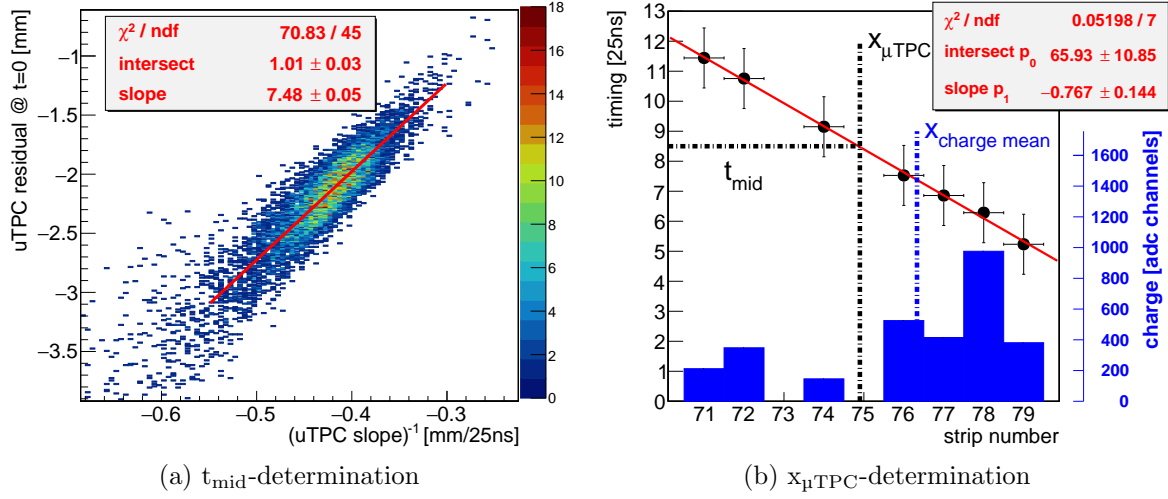 χ² / ndf 70.83 / 45
intersect 1.01 ± 0.03
slope 7.48 ± 0.05
uTPC residual @ t=0 [mm]
−1
−1.5
−2
−2.5
−3
−3.5
−0.6 −0.5 −0.4 −0.3
(uTPC slope)⁻¹ [mm/25ns]
18
16
14
12
10
8
6
4
2
0
(a) t_mid-determination
χ² / ndf 0.05198 / 7
intersect p₀ 65.93 ± 10.85
slope p₁ −0.767 ± 0.144
timing [25ns]
13
12
11
10
9
8
7
6
5
4
3
2
1
0
x_μTPC
x_charge mean
t_mid
1600
1400
1200
1000
800
600
400
200
0
charge [adc channels]
71 72 73 74 75 76 77 78 79
strip number
(b) x_μTPC-determination